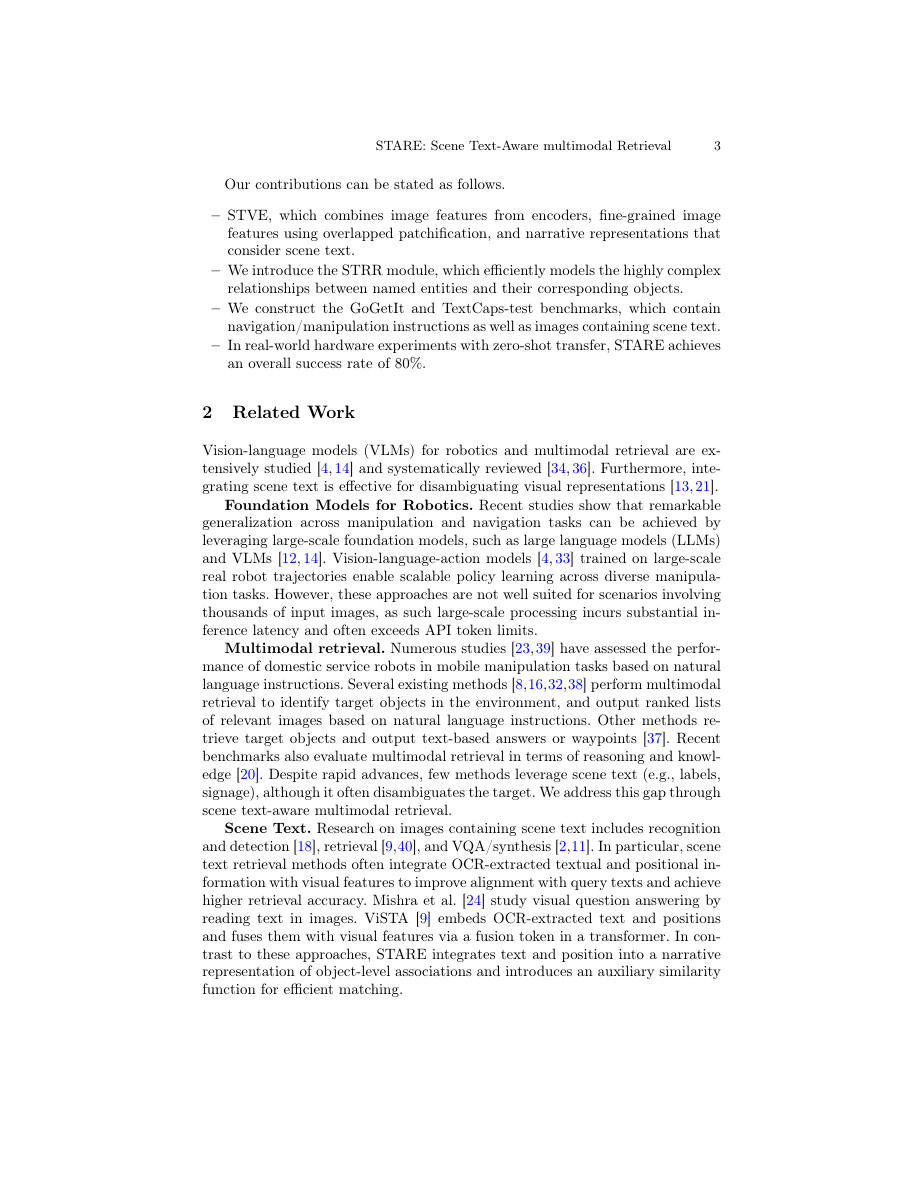 STARE: Scene Text-Aware multimodal Retrieval 3
Our contributions can be stated as follows.
– STVE, which combines image features from encoders, fine-grained image
features using overlapped patchification, and narrative representations that
consider scene text.
– We introduce the STRR module, which efficiently models the highly complex
relationships between named entities and their corresponding objects.
– We construct the GoGetIt and TextCaps-test benchmarks, which contain
navigation/manipulation instructions as well as images containing scene text.
– In real-world hardware experiments with zero-shot transfer, STARE achieves
an overall success rate of 80%.
2 Related Work
Vision-language models (VLMs) for robotics and multimodal retrieval are ex-
tensively studied [4,14] and systematically reviewed [34,36]. Furthermore, inte-
grating scene text is effective for disambiguating visual representations [13,21].
Foundation Models for Robotics. Recent studies show that remarkable
generalization across manipulation and navigation tasks can be achieved by
leveraging large-scale foundation models, such as large language models (LLMs)
and VLMs [12,14]. Vision-language-action models [4,33] trained on large-scale
real robot trajectories enable scalable policy learning across diverse manipula-
tion tasks. However, these approaches are not well suited for scenarios involving
thousands of input images, as such large-scale processing incurs substantial in-
ference latency and often exceeds API token limits.
Multimodal retrieval. Numerous studies [23,39] have assessed the perfor-
mance of domestic service robots in mobile manipulation tasks based on natural
language instructions. Several existing methods [8,16,32,38] perform multimodal
retrieval to identify target objects in the environment, and output ranked lists
of relevant images based on natural language instructions. Other methods re-
trieve target objects and output text-based answers or waypoints [37]. Recent
benchmarks also evaluate multimodal retrieval in terms of reasoning and knowl-
edge [20]. Despite rapid advances, few methods leverage scene text (e.g., labels,
signage), although it often disambiguates the target. We address this gap through
scene text-aware multimodal retrieval.
Scene Text. Research on images containing scene text includes recognition
and detection [18], retrieval [9,40], and VQA/synthesis [2,11]. In particular, scene
text retrieval methods often integrate OCR-extracted textual and positional in-
formation with visual features to improve alignment with query texts and achieve
higher retrieval accuracy. Mishra et al. [24] study visual question answering by
reading text in images. ViSTA [9] embeds OCR-extracted text and positions
and fuses them with visual features via a fusion token in a transformer. In con-
trast to these approaches, STARE integrates text and position into a narrative
representation of object-level associations and introduces an auxiliary similarity
function for efficient matching.